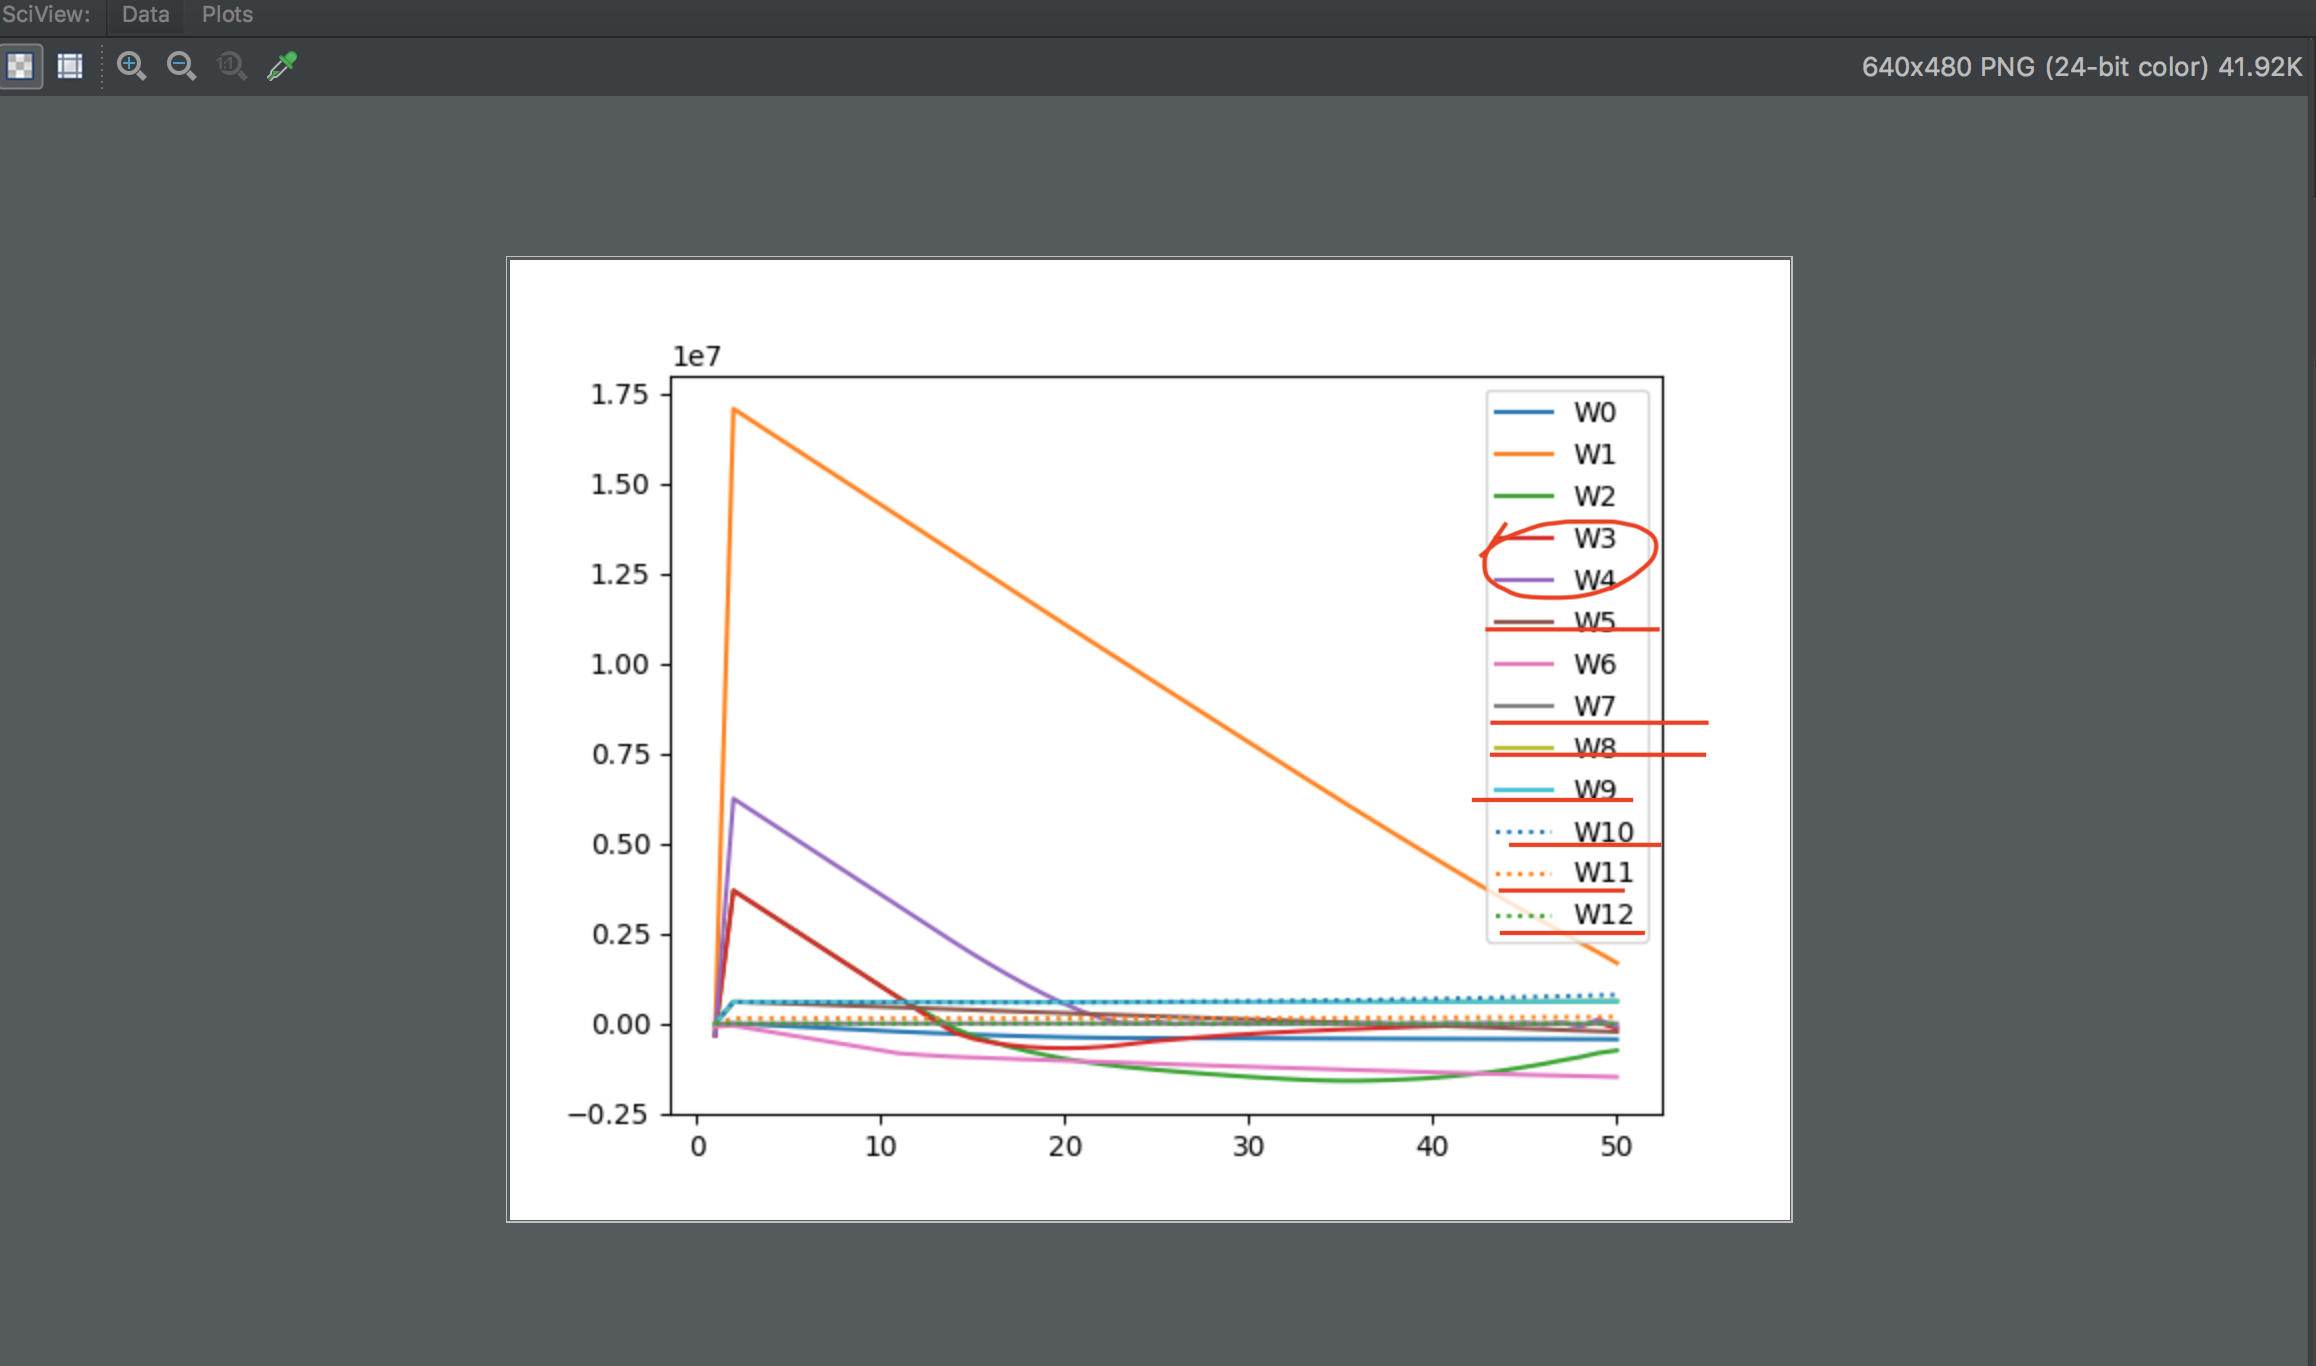 SciView: Data Plots
1:1 640x480 PNG (24-bit color) 41.92K
1e7
1.75
1.50
1.25
1.00
0.75
0.50
0.25
0.00
−0.25
0 10 20 30 40 50
W0
W1
W2
W3
W4
W5
W6
W7
W8
W9
W10
W11
W12